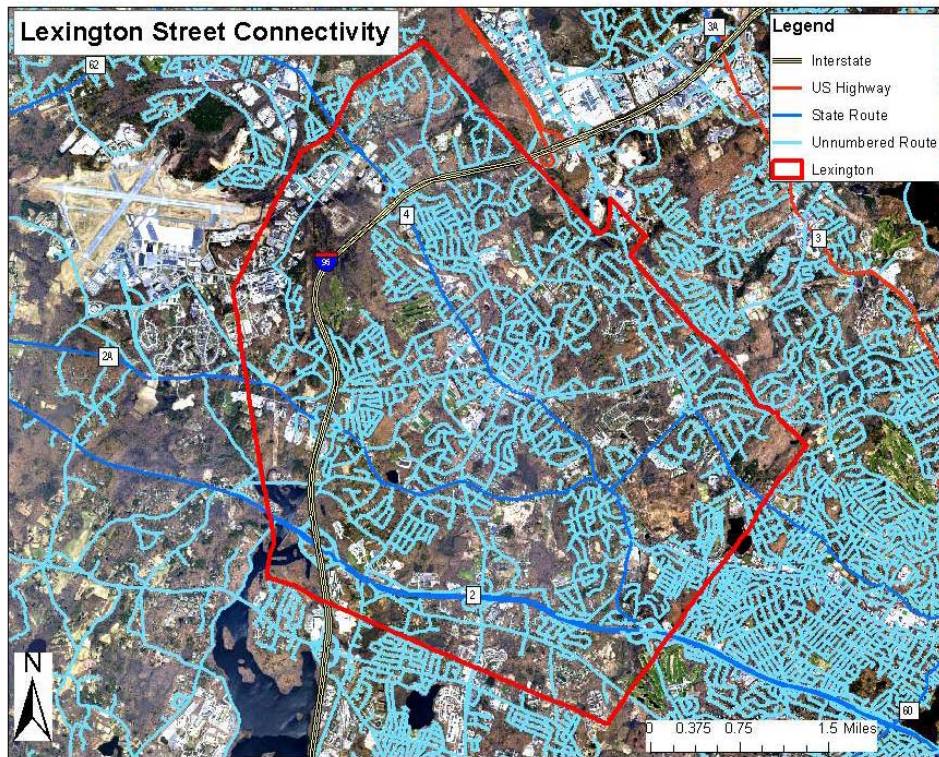 Lexington Street Connectivity
3A
Legend
62
Interstate
US Highway
State Route
Unnumbered Route
Lexington
4
3
95
2A
2
N
60
0 0.375 0.75 1.5 Miles